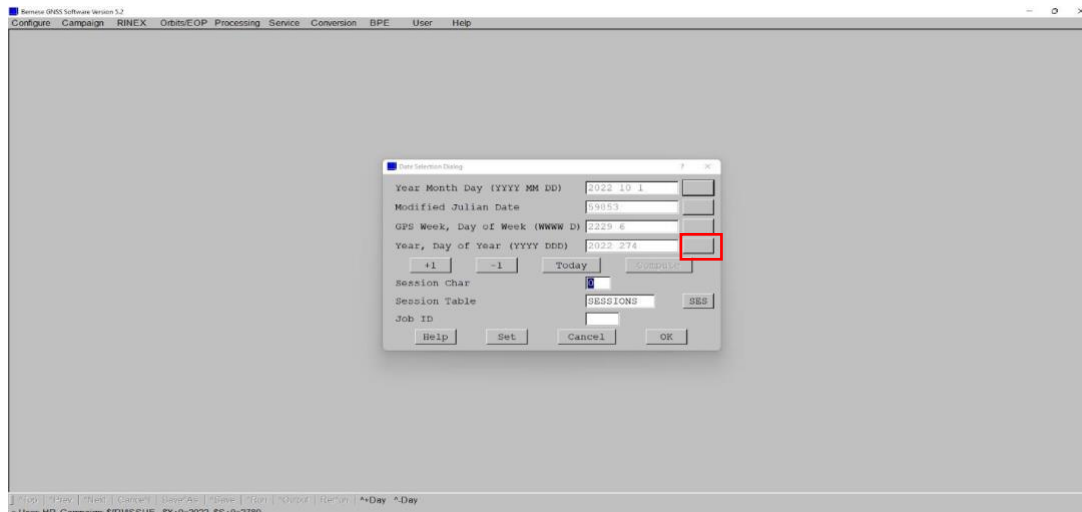 Bernese GNSS Software Version 5.2
Configure Campaign RINEX Orbits/EOP Processing Service Conversion BPE User Help
Date Selection Dialog ?
Year Month Day (YYYY MM DD) 2022 10 1
Modified Julian Date 59853
GPS Week, Day of Week (WWWW D) 2229 6
Year, Day of Year (YYYY DDD) 2022 274
+1 -1 Today Compute
Session Char 0
Session Table SESSIONS SES
Job ID
Help Set Cancel OK
^Top | ^Prev | ^Next | Cance^l | Save^As | ^Save | ^Run | ^Output | Rer^un | ^+Day ^-Day